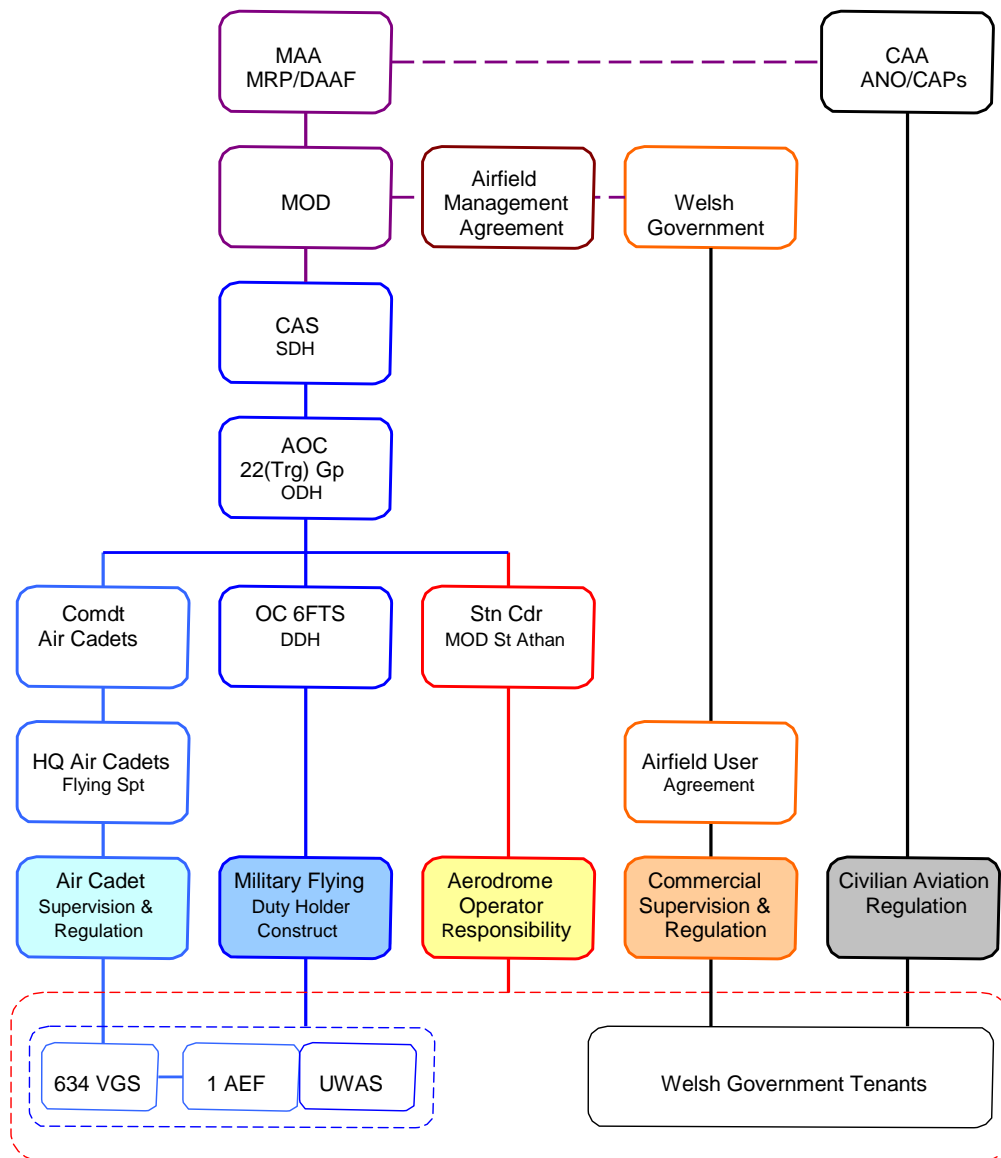 MAA
MRP/DAAF
CAA
ANO/CAPs
MOD
Airfield
Management
Agreement
Welsh
Government
CAS
SDH
AOC
22(Trg) Gp
ODH
Comdt
Air Cadets
OC 6FTS
DDH
Stn Cdr
MOD St Athan
HQ Air Cadets
Flying Spt
Airfield User
Agreement
Air Cadet
Supervision &
Regulation
Military Flying
Duty Holder
Construct
Aerodrome
Operator
Responsibility
Commercial
Supervision &
Regulation
Civilian Aviation
Regulation
634 VGS
1 AEF
UWAS
Welsh Government Tenants